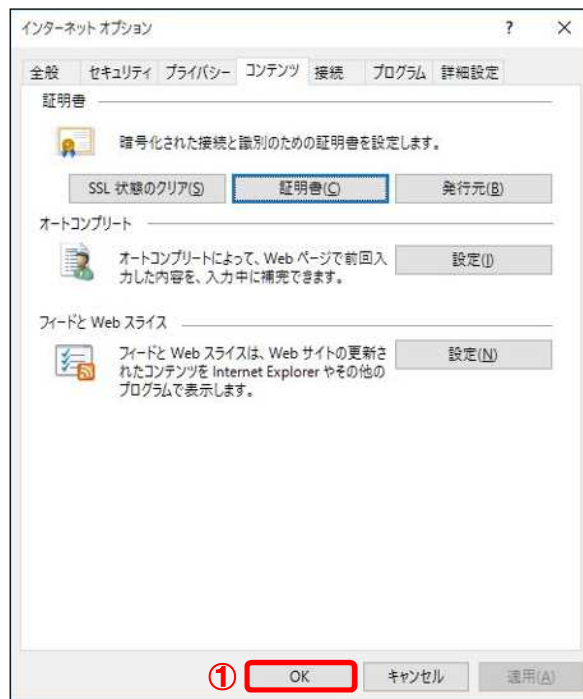 インターネット オプション
?
×
全般 セキュリティ プライバシー コンテンツ 接続 プログラム 詳細設定
証明書
暗号化された接続と識別のための証明書を設定します。
SSL 状態のクリア(S) 証明書(C) 発行元(B)
オートコンプリート
オートコンプリートによって、Web ページで前回入 設定(I)
力した内容を、入力中に補完できます。
フィードと Web スライス
フィードと Web スライスは、Web サイトの更新さ 設定(N)
れたコンテンツを Internet Explorer やその他の
プログラムで表示します。
① OK キャンセル 適用(A)